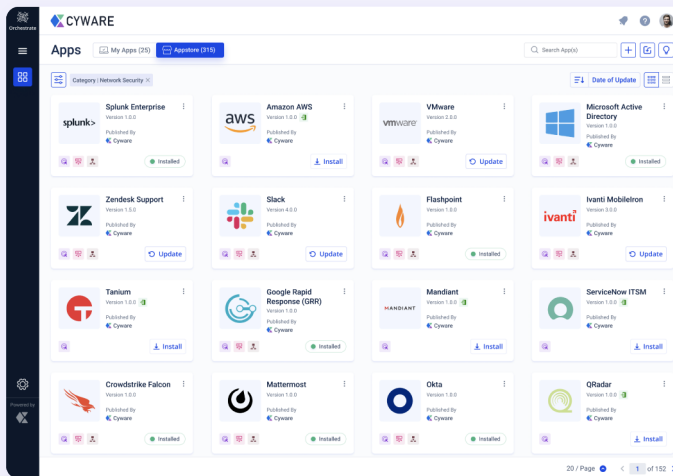 Orchestrate
CYWARE
Apps
My Apps (25)
Appstore (315)
Search App(s)
Category | Network Security ×
Date of Update
splunk>
Splunk Enterprise
Version 1.0.0
Published By
Cyware
Installed
aws
Amazon AWS
Version 1.0.0
Published By
Cyware
Install
vmware
VMware
Version 2.0.0
Published By
Cyware
Update
Microsoft Active
Directory
Version 1.0.0
Published By
Cyware
Installed
Zendesk Support
Version 1.5.0
Published By
Cyware
Update
Slack
Version 4.0.0
Published By
Cyware
Update
Flashpoint
Version 1.0.0
Published By
Cyware
Installed
ivanti
Ivanti MobileIron
Version 3.0.0
Published By
Cyware
Update
Tanium
Version 1.0.0
Published By
Cyware
Install
Google Rapid
Response (GRR)
Version 1.0.0
Published By
Cyware
Installed
MANDIANT
Mandiant
Version 1.0.0
Published By
Cyware
Install
ServiceNow ITSM
Version 1.0.0
Published By
Cyware
Install
Crowdstrike Falcon
Version 1.0.0
Published By
Cyware
Installed
Mattermost
Version 1.0.0
Published By
Cyware
Installed
Okta
Version 1.0.0
Published By
Cyware
Installed
QRadar
Version 1.0.0
Published By
Cyware
Install
Powered by
20 / Page
1 of 152